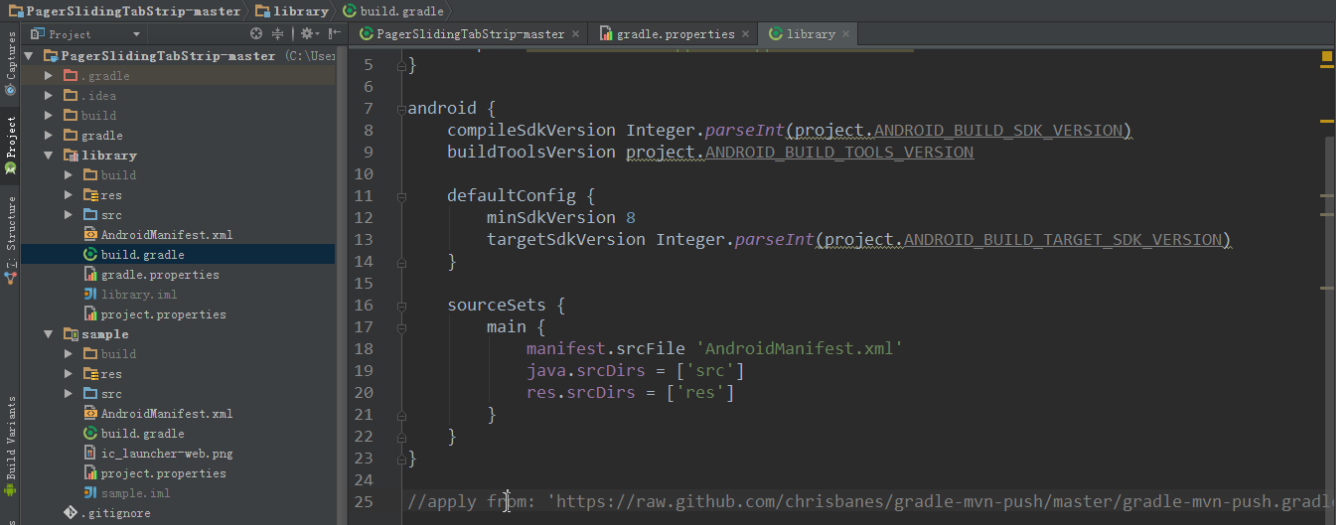 PagerSlidingTabStrip-master library build.gradle
Project
PagerSlidingTabStrip-master gradle.properties library
Captures
Project
Z: Structure
Build Variants
PagerSlidingTabStrip-master (C:\User
.gradle
.idea
build
gradle
library
build
res
src
AndroidManifest.xml
build.gradle
gradle.properties
library.iml
project.properties
sample
build
res
src
AndroidManifest.xml
build.gradle
ic_launcher-web.png
project.properties
sample.iml
.gitignore
5 }
6
7 android {
8 compileSdkVersion Integer.parseInt(project.ANDROID_BUILD_SDK_VERSION)
9 buildToolsVersion project.ANDROID_BUILD_TOOLS_VERSION
10
11 defaultConfig {
12 minSdkVersion 8
13 targetSdkVersion Integer.parseInt(project.ANDROID_BUILD_TARGET_SDK_VERSION)
14 }
15
16 sourceSets {
17 main {
18 manifest.srcFile 'AndroidManifest.xml'
19 java.srcDirs = ['src']
20 res.srcDirs = ['res']
21 }
22 }
23 }
24
25 //apply from: 'https://raw.github.com/chrisbanes/gradle-mvn-push/master/gradle-mvn-push.gradl